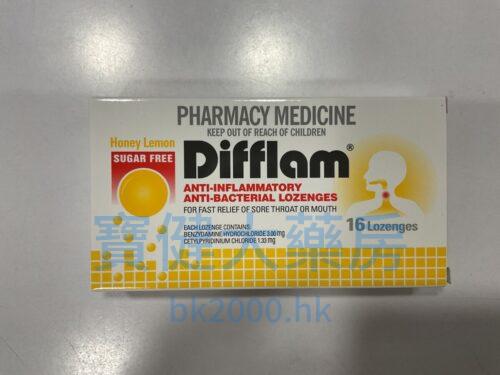 PHARMACY MEDICINE
KEEP OUT OF REACH OF CHILDREN
Honey Lemon
SUGAR FREE
Difflam®
ANTI-INFLAMMATORY
ANTI-BACTERIAL LOZENGES
FOR FAST RELIEF OF SORE THROAT OR MOUTH
16 Lozenges
EACH LOZENGE CONTAINS:
BENZYDAMINE HYDROCHLORIDE 3.00 mg
CETYLPYRIDINIUM CHLORIDE 1.33 mg
寶健大藥房
bk2000.hk